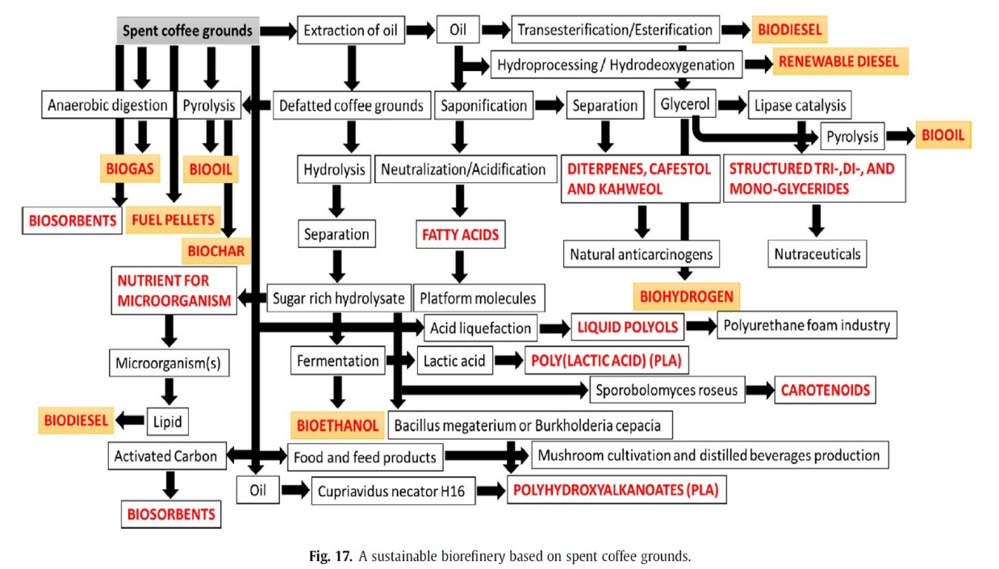 Spent coffee grounds
Extraction of oil
Oil
Transesterification/Esterification
BIODIESEL
Hydroprocessing / Hydrodeoxygenation
RENEWABLE DIESEL
Anaerobic digestion
Pyrolysis
Defatted coffee grounds
Saponification
Separation
Glycerol
Lipase catalysis
Pyrolysis
BIOOIL
BIOGAS
BIOOIL
Hydrolysis
Neutralization/Acidification
DITERPENES, CAFESTOL
AND KAHWEOL
STRUCTURED TRI-,DI-, AND
MONO-GLYCERIDES
BIOSORBENTS
FUEL PELLETS
Separation
FATTY ACIDS
BIOCHAR
Natural anticarcinogens
Nutraceuticals
NUTRIENT FOR
MICROORGANISM
Sugar rich hydrolysate
Platform molecules
BIOHYDROGEN
Acid liquefaction
LIQUID POLYOLS
Polyurethane foam industry
Microorganism(s)
Fermentation
Lactic acid
POLY(LACTIC ACID) (PLA)
Sporobolomyces roseus
CAROTENOIDS
BIODIESEL
Lipid
BIOETHANOL
Bacillus megaterium or Burkholderia cepacia
Activated Carbon
Food and feed products
Mushroom cultivation and distilled beverages production
Oil
Cupriavidus necator H16
POLYHYDROXYALKANOATES (PLA)
BIOSORBENTS
Fig. 17. A sustainable biorefinery based on spent coffee grounds.